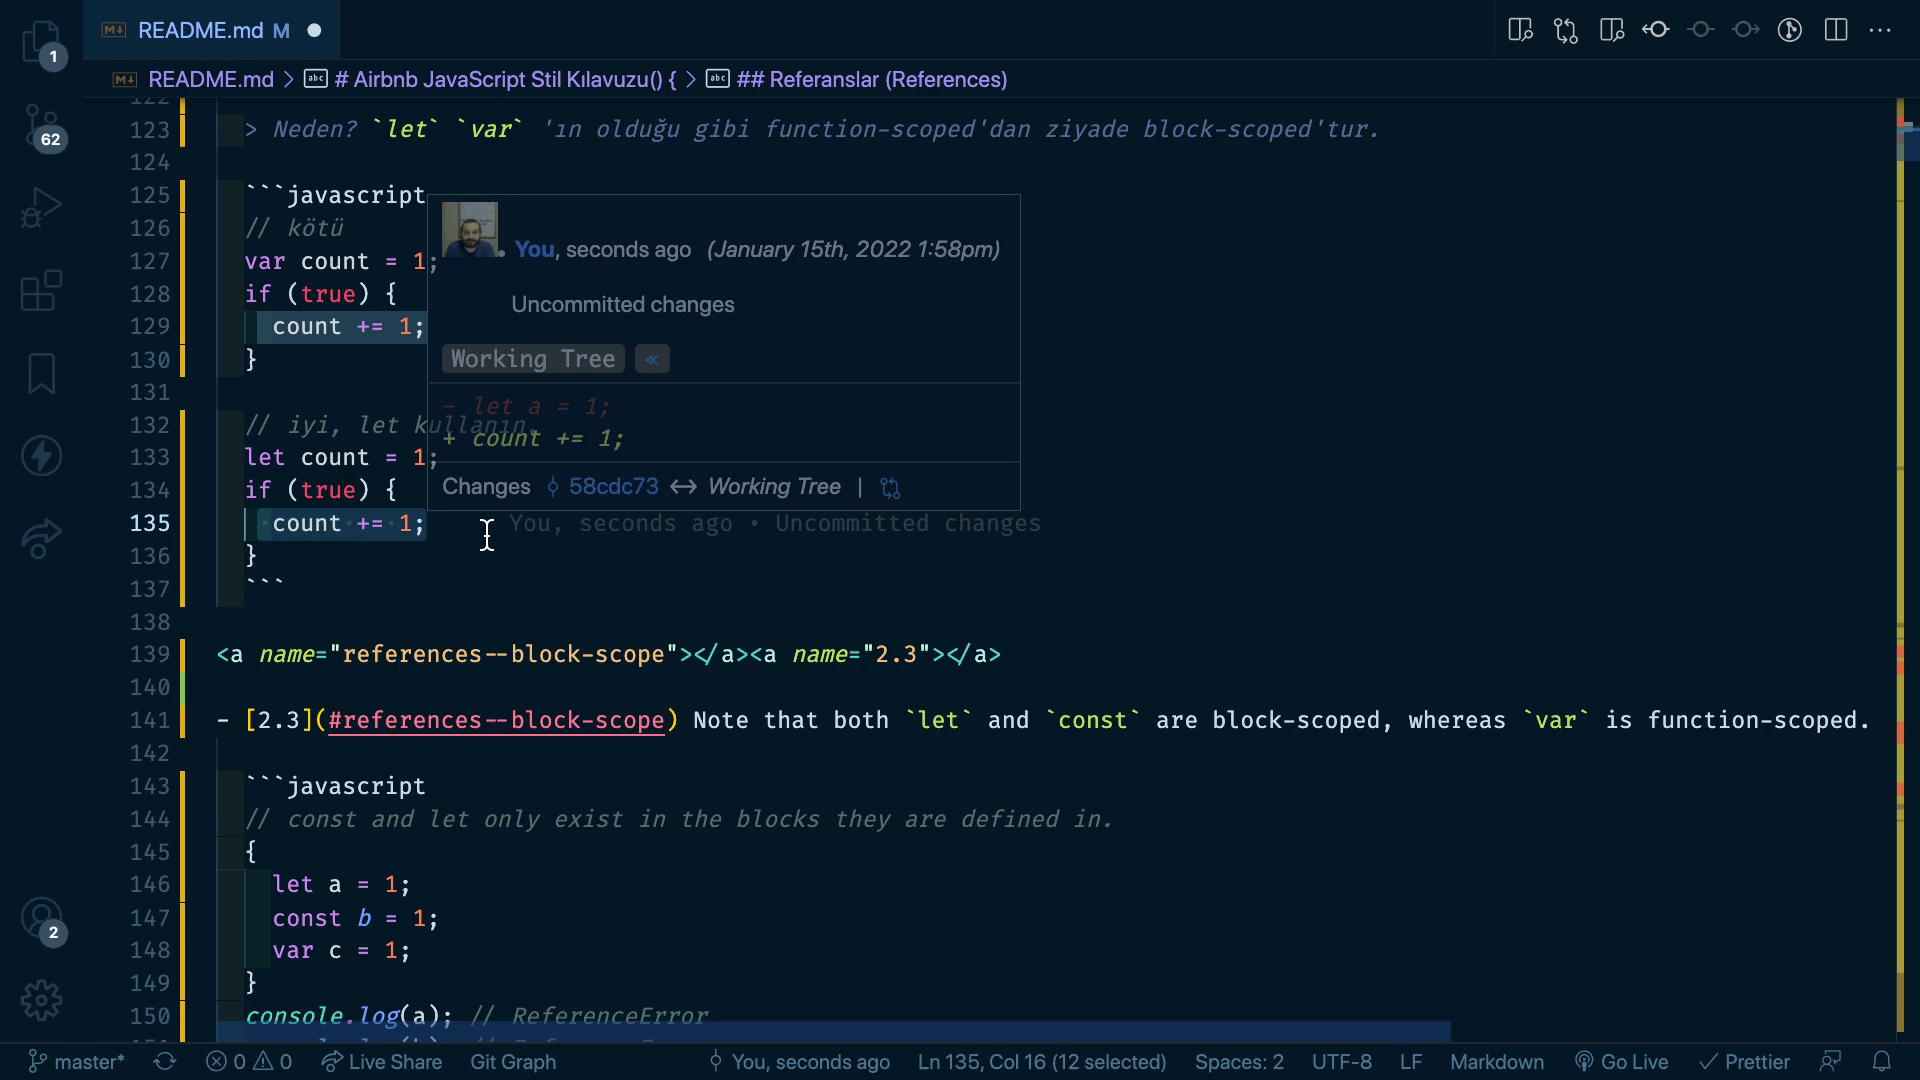 README.md M
README.md > # Airbnb JavaScript Stil Kılavuzu() { > ## Referanslar (References)
1
62
2
122
123 > Neden? `let` `var` 'ın olduğu gibi function-scoped'dan ziyade block-scoped'tur.
124
125 ```javascript
126 // kötü
127 var count = 1;
128 if (true) {
129 count += 1;
130 }
131
132 // iyi, let kullanın.
133 let count = 1;
134 if (true) {
135 count += 1; You, seconds ago • Uncommitted changes
136 }
137 ```
138
139 <a name="references--block-scope"></a><a name="2.3"></a>
140
141 - [2.3](#references--block-scope) Note that both `let` and `const` are block-scoped, whereas `var` is function-scoped.
142
143 ```javascript
144 // const and let only exist in the blocks they are defined in.
145 {
146 let a = 1;
147 const b = 1;
148 var c = 1;
149 }
150 console.log(a); // ReferenceError
You, seconds ago (January 15th, 2022 1:58pm)
Uncommitted changes
Working Tree «
- let a = 1;
+ count += 1;
Changes 58cdc73 ↔ Working Tree |
master* 0 0 Live Share Git Graph You, seconds ago Ln 135, Col 16 (12 selected) Spaces: 2 UTF-8 LF Markdown Go Live Prettier